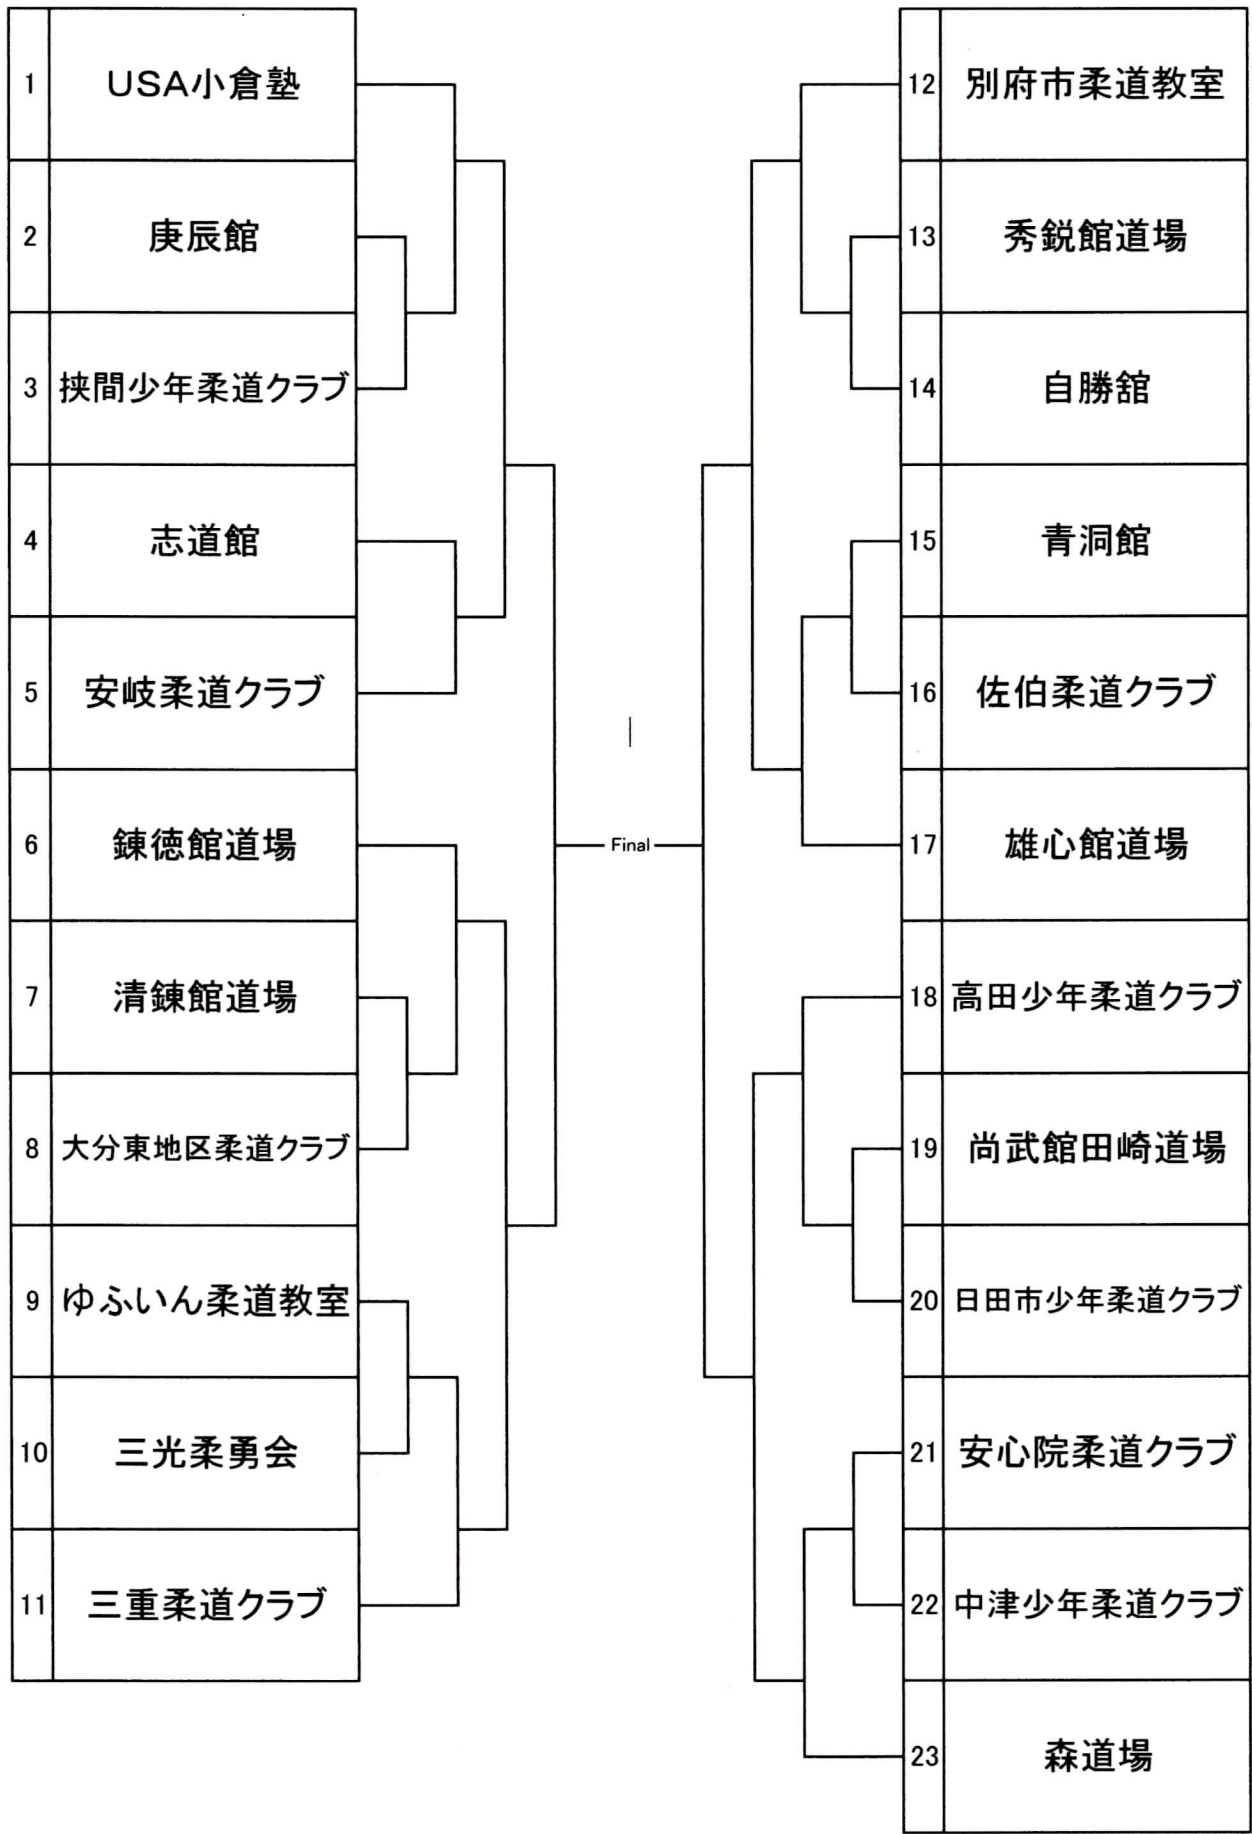 1 USA小倉塾
2 庚辰館
3 挟間少年柔道クラブ
4 志道館
5 安岐柔道クラブ
6 錬徳館道場
7 清錬館道場
8 大分東地区柔道クラブ
9 ゆふいん柔道教室
10 三光柔勇会
11 三重柔道クラブ
Final
12 別府市柔道教室
13 秀鋭館道場
14 自勝舘
15 青洞館
16 佐伯柔道クラブ
17 雄心館道場
18 高田少年柔道クラブ
19 尚武館田崎道場
20 日田市少年柔道クラブ
21 安心院柔道クラブ
22 中津少年柔道クラブ
23 森道場